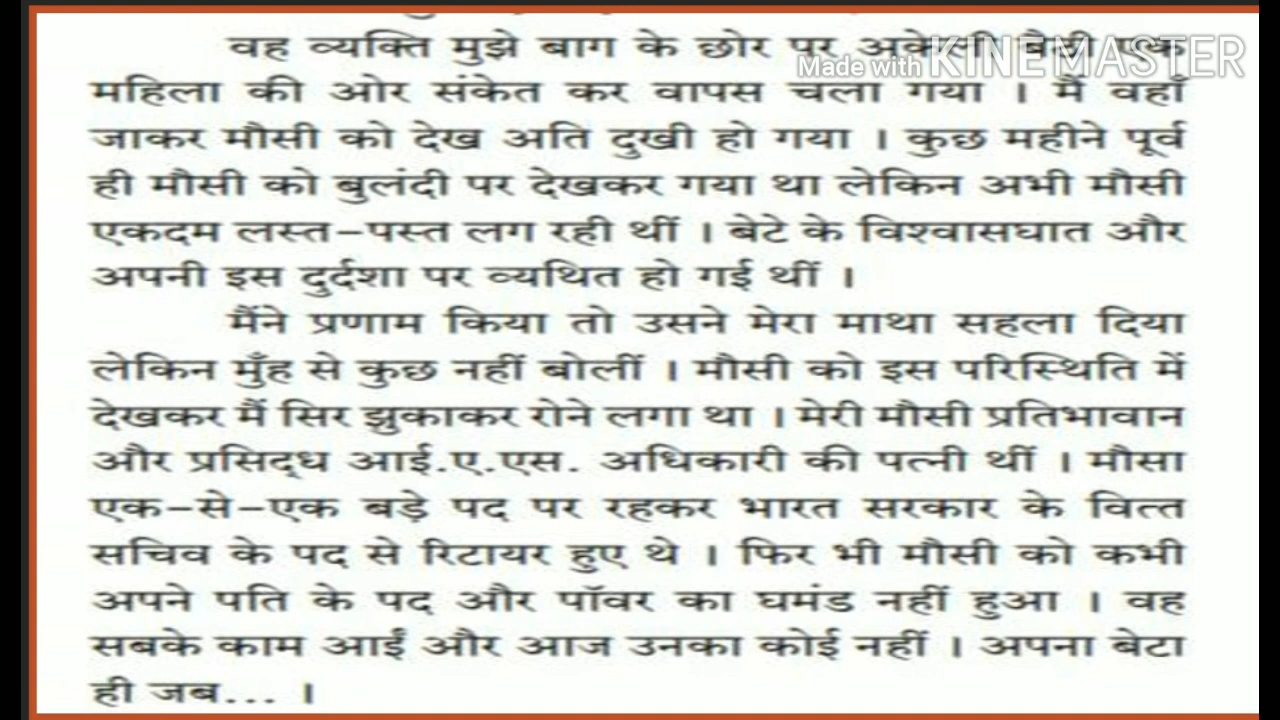 वह व्यक्ति मुझे बाग के छोर पर अकेली बैठी एक
Made with KINEMASTER
महिला की ओर संकेत कर वापस चला गया । मैं वहाँ
जाकर मौसी को देख अति दुखी हो गया । कुछ महीने पूर्व
ही मौसी को बुलंदी पर देखकर गया था लेकिन अभी मौसी
एकदम लस्त-पस्त लग रही थीं । बेटे के विश्वासघात और
अपनी इस दुर्दशा पर व्यथित हो गई थीं ।
मैंने प्रणाम किया तो उसने मेरा माथा सहला दिया
लेकिन मुँह से कुछ नहीं बोलीं । मौसी को इस परिस्थिति में
देखकर मैं सिर झुकाकर रोने लगा था । मेरी मौसी प्रतिभावान
और प्रसिद्ध आई.ए.एस. अधिकारी की पत्नी थीं । मौसा
एक-से-एक बड़े पद पर रहकर भारत सरकार के वित्त
सचिव के पद से रिटायर हुए थे । फिर भी मौसी को कभी
अपने पति के पद और पॉवर का घमंड नहीं हुआ । वह
सबके काम आईं और आज उनका कोई नहीं । अपना बेटा
ही जब... ।